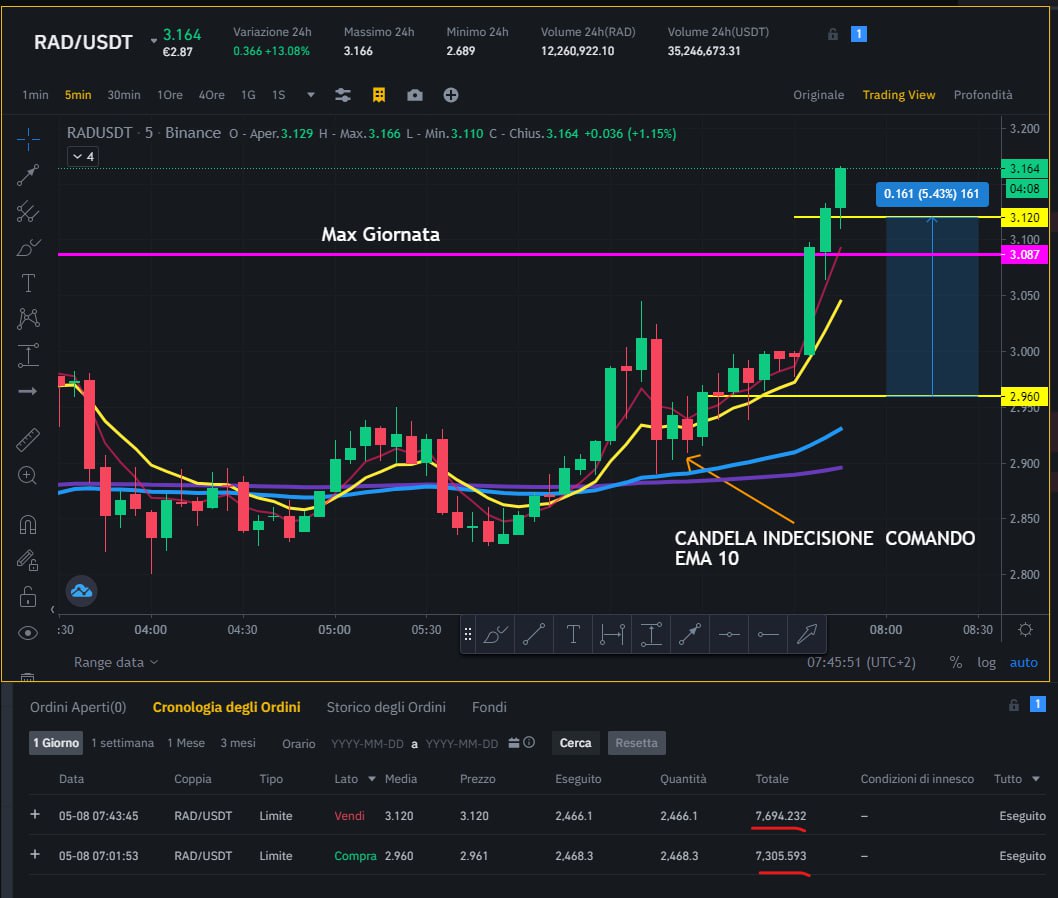 RAD/USDT
3.164
€2.87
Variazione 24h
0.366 +13.08%
Massimo 24h
3.166
Minimo 24h
2.689
Volume 24h(RAD)
12,260,922.10
Volume 24h(USDT)
35,246,673.31
1
1min 5min 30min 1Ore 4Ore 1G 1S
Originale Trading View Profondità
RADUSDT · 5 · Binance O - Aper.3.129 H - Max.3.166 L - Min.3.110 C - Chius.3.164 +0.036 (+1.15%)
4
3.200
3.164
04:08
0.161 (5.43%) 161
3.120
3.100
Max Giornata
3.087
3.050
3.000
2.960
2.950
2.900
2.850
2.800
CANDELA INDECISIONE COMANDO
EMA 10
:30 04:00 04:30 05:00 05:30 08:00 08:30
Range data
07:45:51 (UTC+2) % log auto
Ordini Aperti(0) Cronologia degli Ordini Storico degli Ordini Fondi
1
1 Giorno 1 settimana 1 Mese 3 mesi Orario YYYY-MM-DD a YYYY-MM-DD Cerca Resetta
Data Coppia Tipo Lato Media Prezzo Eseguito Quantità Totale Condizioni di innesco Tutto
+ 05-08 07:43:45 RAD/USDT Limite Vendi 3.120 3.120 2,466.1 2,466.1 7,694.232 – Eseguito
+ 05-08 07:01:53 RAD/USDT Limite Compra 2.960 2.961 2,468.3 2,468.3 7,305.593 – Eseguito